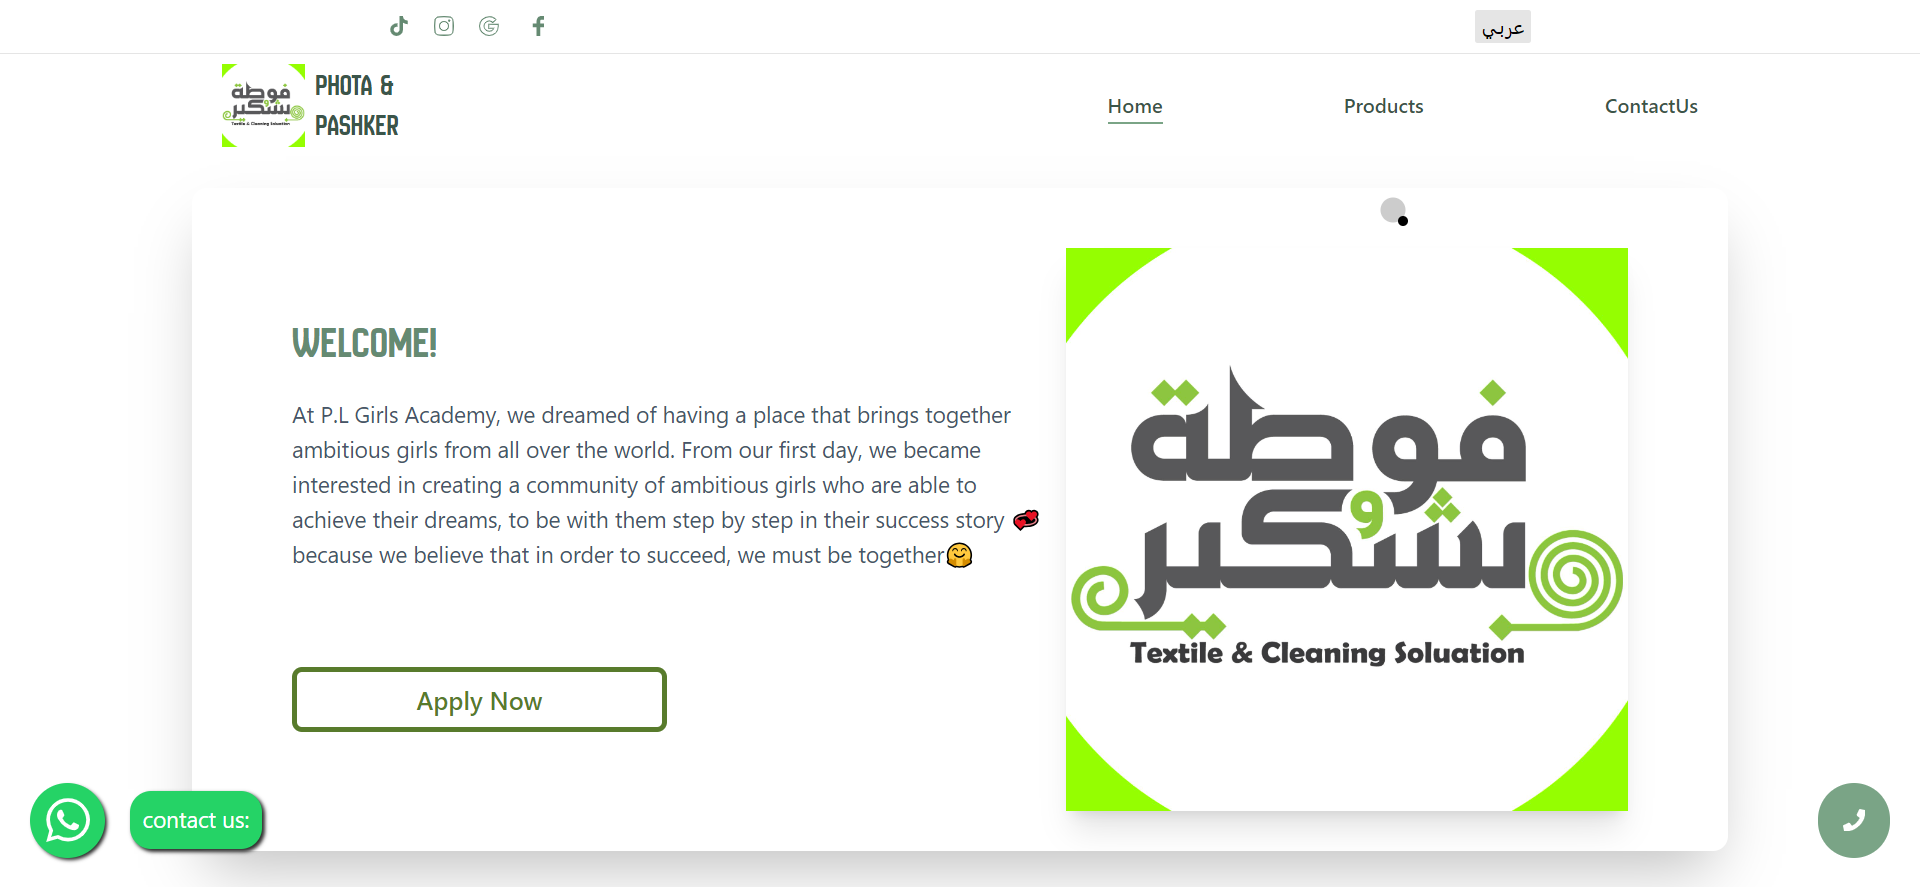 عربي
فوطة
و
بشكير
Textile & Cleaning Soluation
PHOTA &
PASHKER
Home
Products
ContactUs
WELCOME!
At P.L Girls Academy, we dreamed of having a place that brings together
ambitious girls from all over the world. From our first day, we became
interested in creating a community of ambitious girls who are able to
achieve their dreams, to be with them step by step in their success story 💞
because we believe that in order to succeed, we must be together🤗
Apply Now
فوطة
و
بشكير
Textile & Cleaning Soluation
contact us: